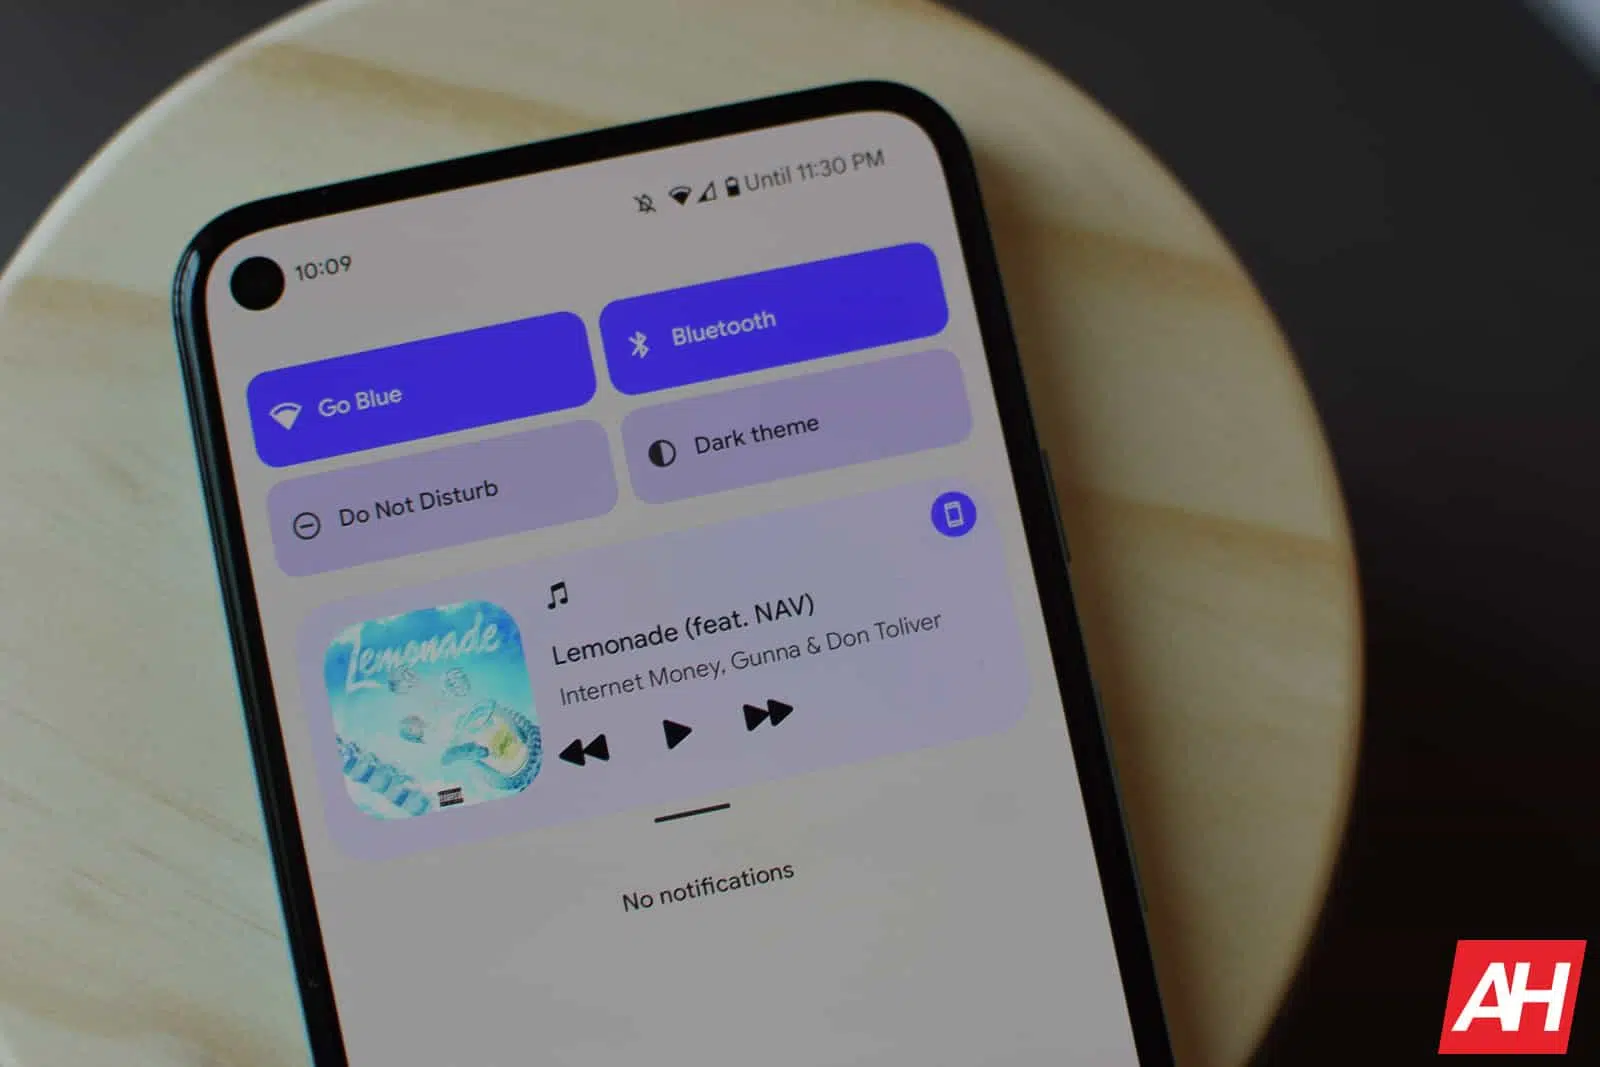 10:09
Until 11:30 PM
Go Blue
Bluetooth
Do Not Disturb
Dark theme
Lemonade
Lemonade (feat. NAV)
Internet Money, Gunna & Don Toliver
No notifications
AH